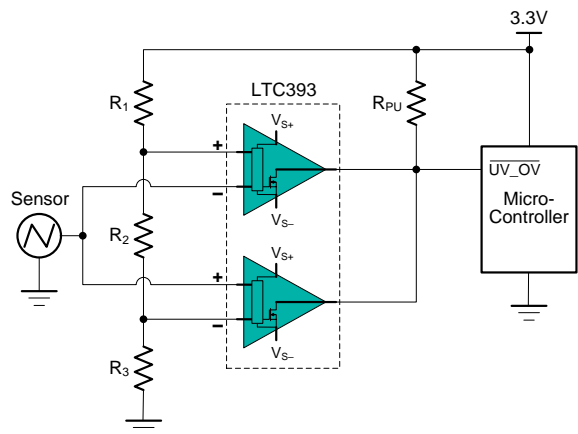 3.3V
LTC393
R1
RPU
VS+
+
–
VS–
UV_OV
Micro-
Controller
Sensor
R2
VS+
+
–
VS–
R3